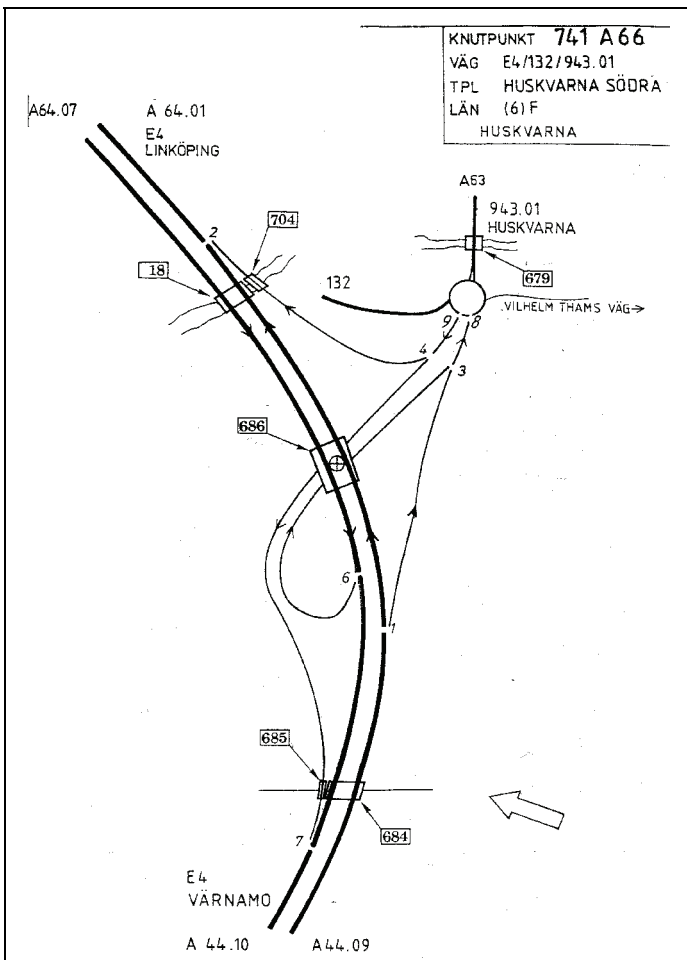 KNUTPUNKT 741 A66
VÄG E4/132/943.01
TPL HUSKVARNA SÖDRA
LÄN (6) F
HUSKVARNA
A64.07
A 64.01
E4
LINKÖPING
A63
943.01
HUSKVARNA
2
704
18
679
132
VILHELM THAMS VÄG→
9 8
4
3
686
6
1
685
684
7
E4
VÄRNAMO
A 44.10
A44.09